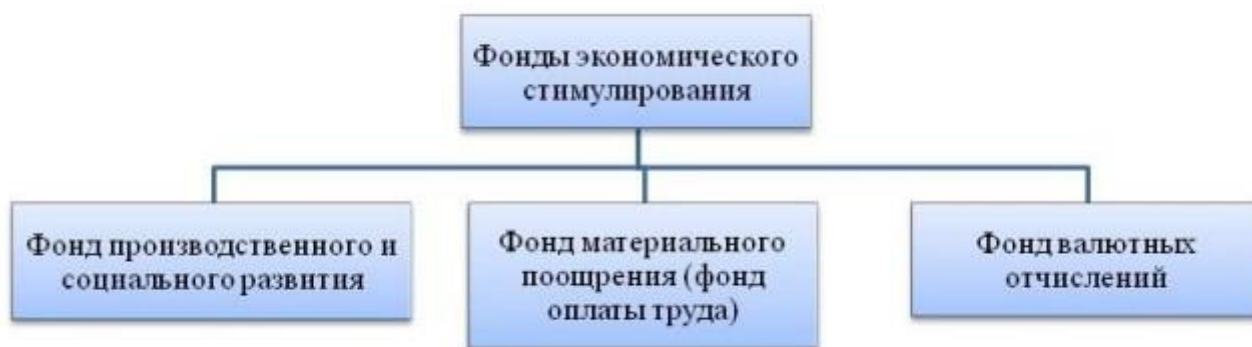 Фонды экономического
стимулирования
Фонд производственного и
социального развития
Фонд материального
поощрения (фонд
оплаты труда)
Фонд валютных
отчислений